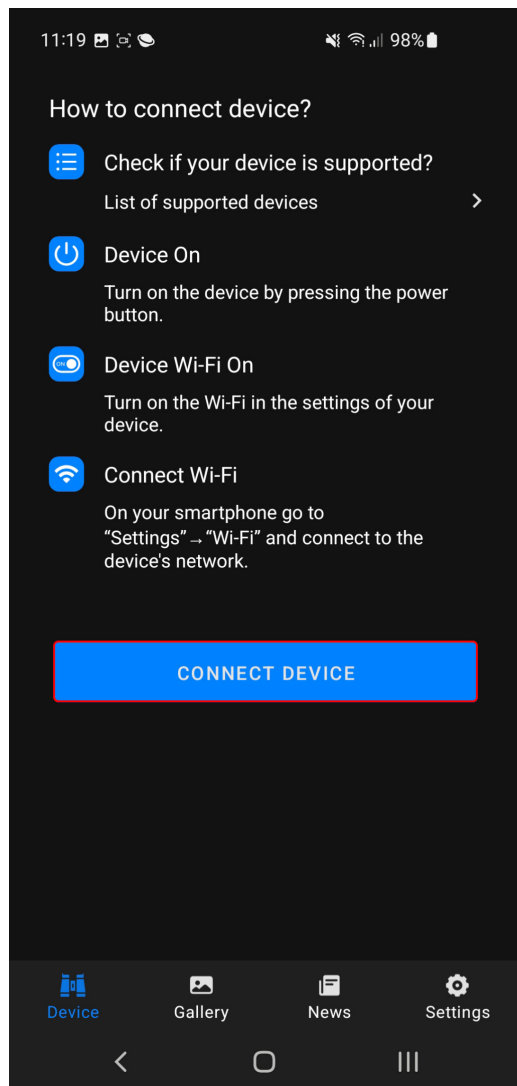 11:19
98%
How to connect device?
Check if your device is supported?
List of supported devices
Device On
Turn on the device by pressing the power
button.
ON
Device Wi-Fi On
Turn on the Wi-Fi in the settings of your
device.
Connect Wi-Fi
On your smartphone go to
“Settings”→“Wi-Fi” and connect to the
device's network.
CONNECT DEVICE
Device
Gallery
News
Settings